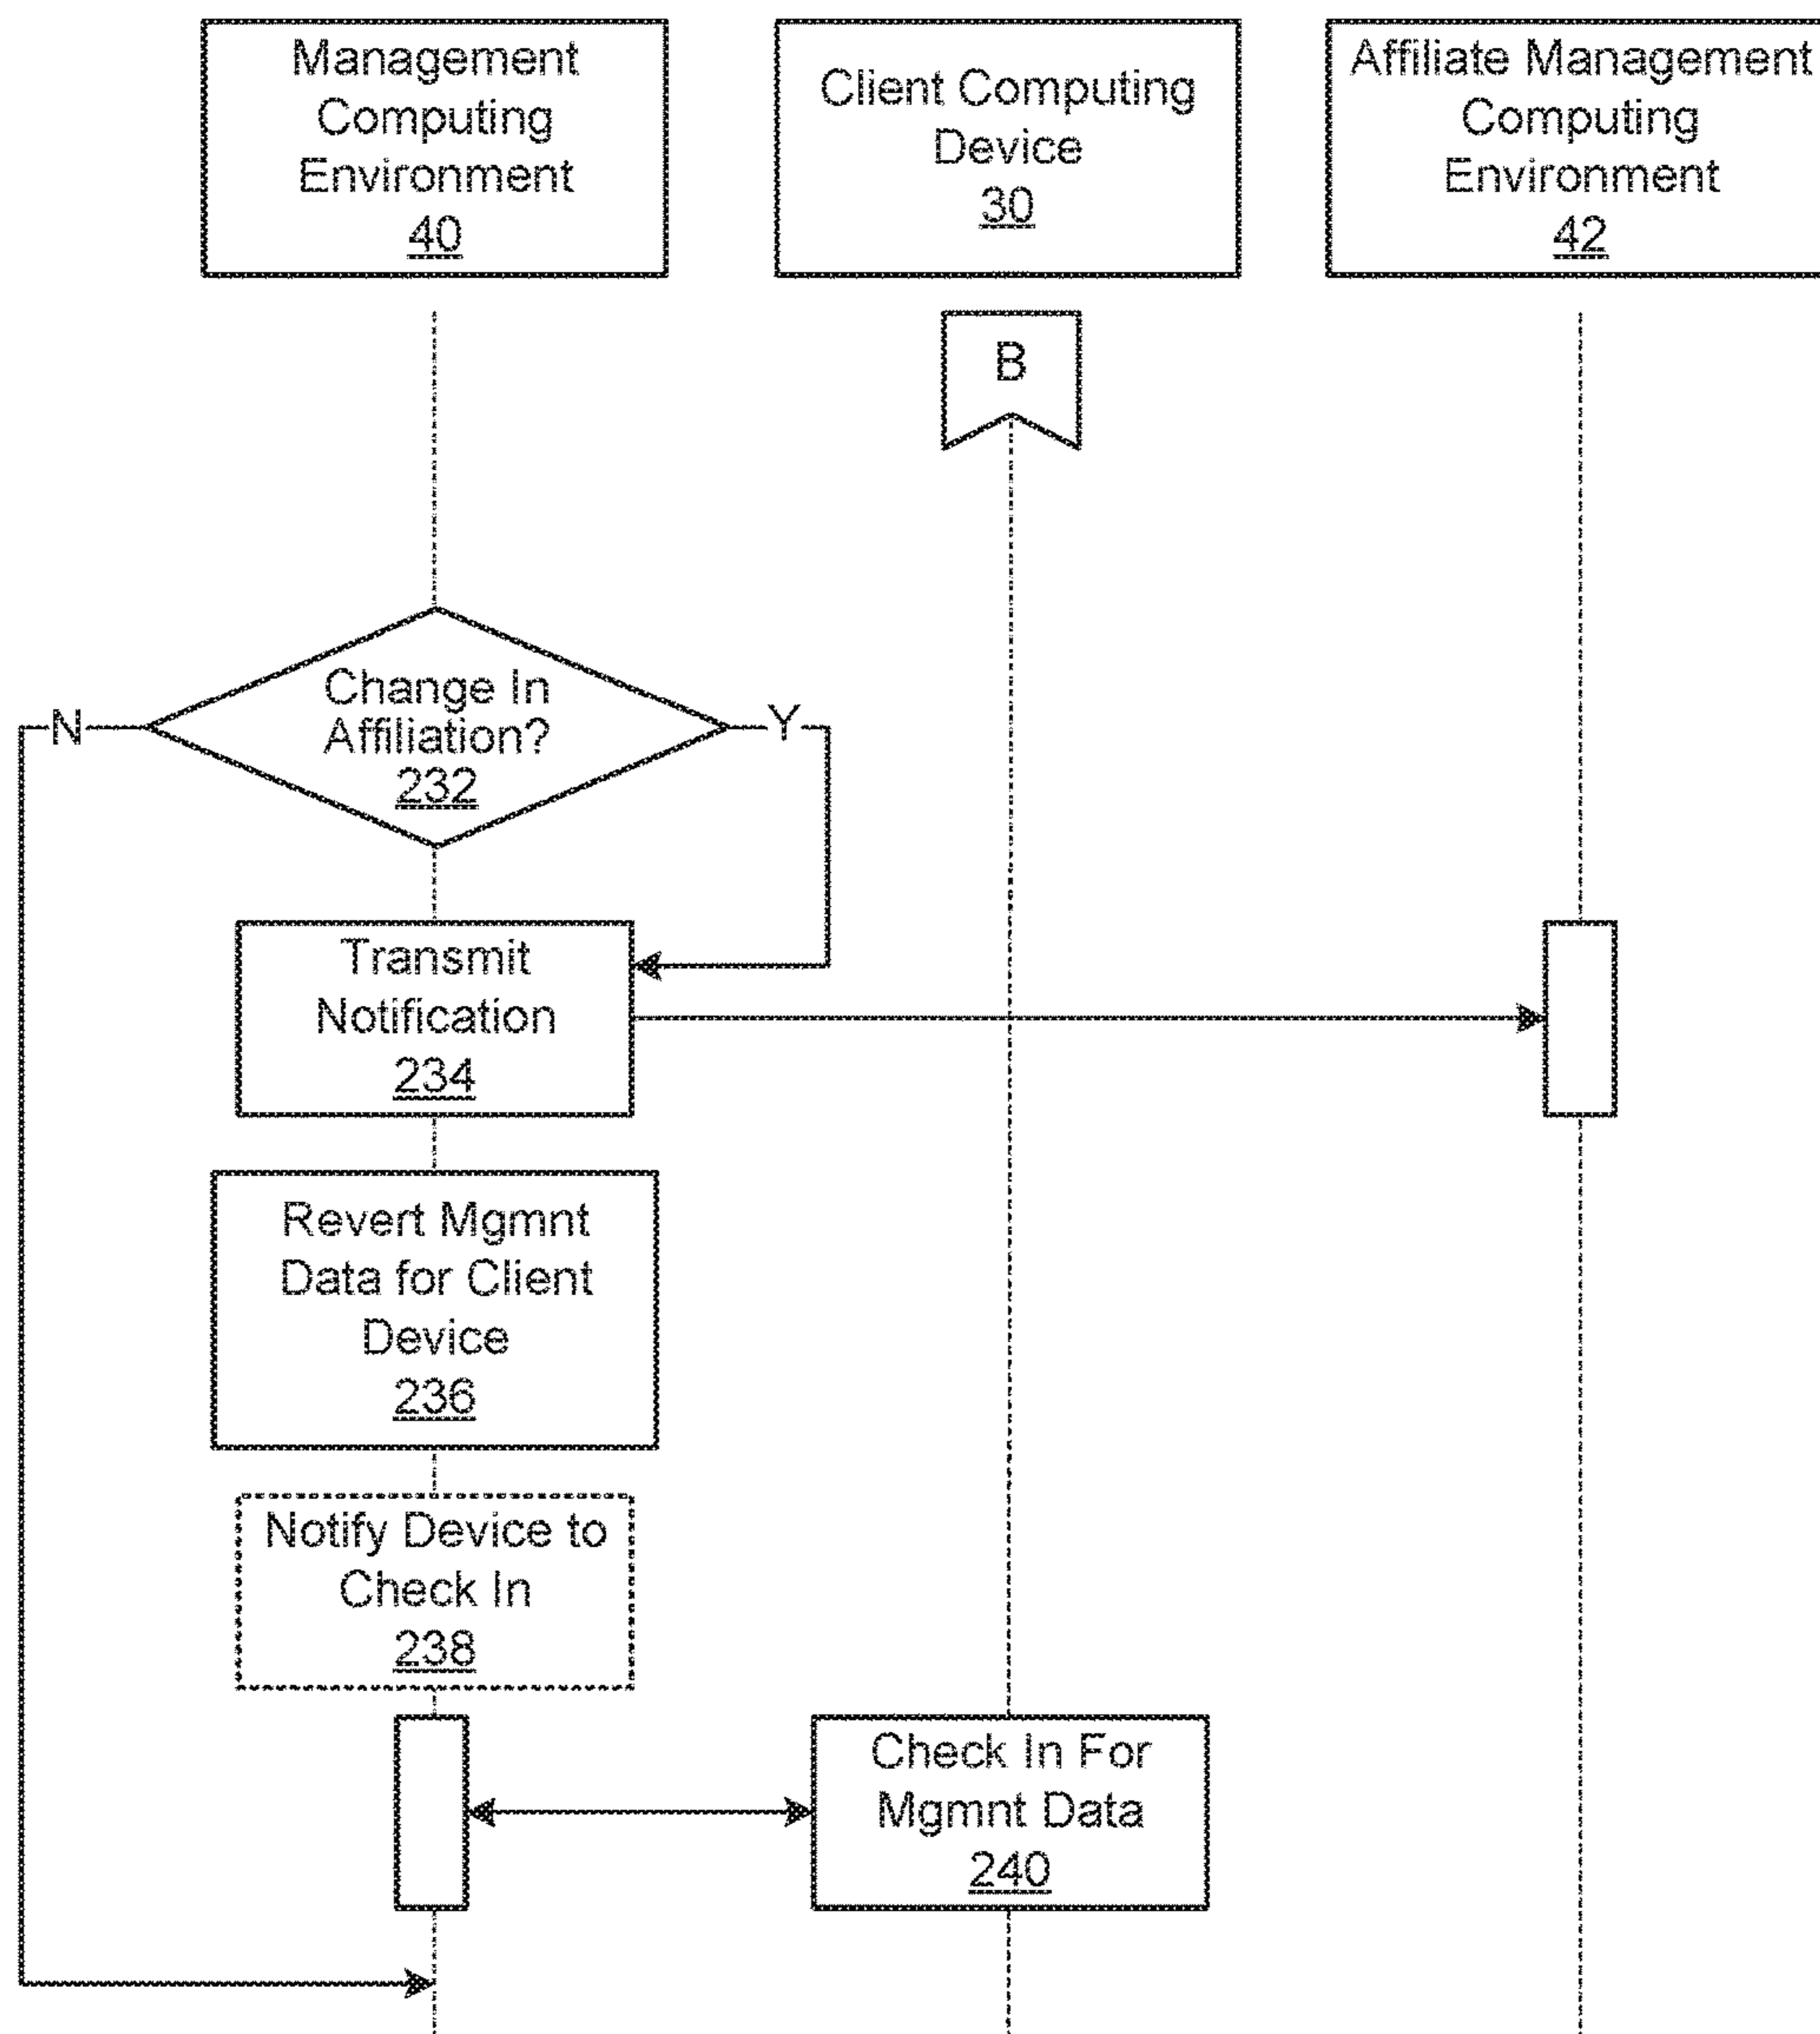 Management
Computing
Environment
40
Client Computing
Device
30
Affiliate Management
Computing
Environment
42
B
Change In
Affiliation?
232
N
Y
Transmit
Notification
234
Revert Mgmnt
Data for Client
Device
236
Notify Device to
Check In
238
Check In For
Mgmnt Data
240